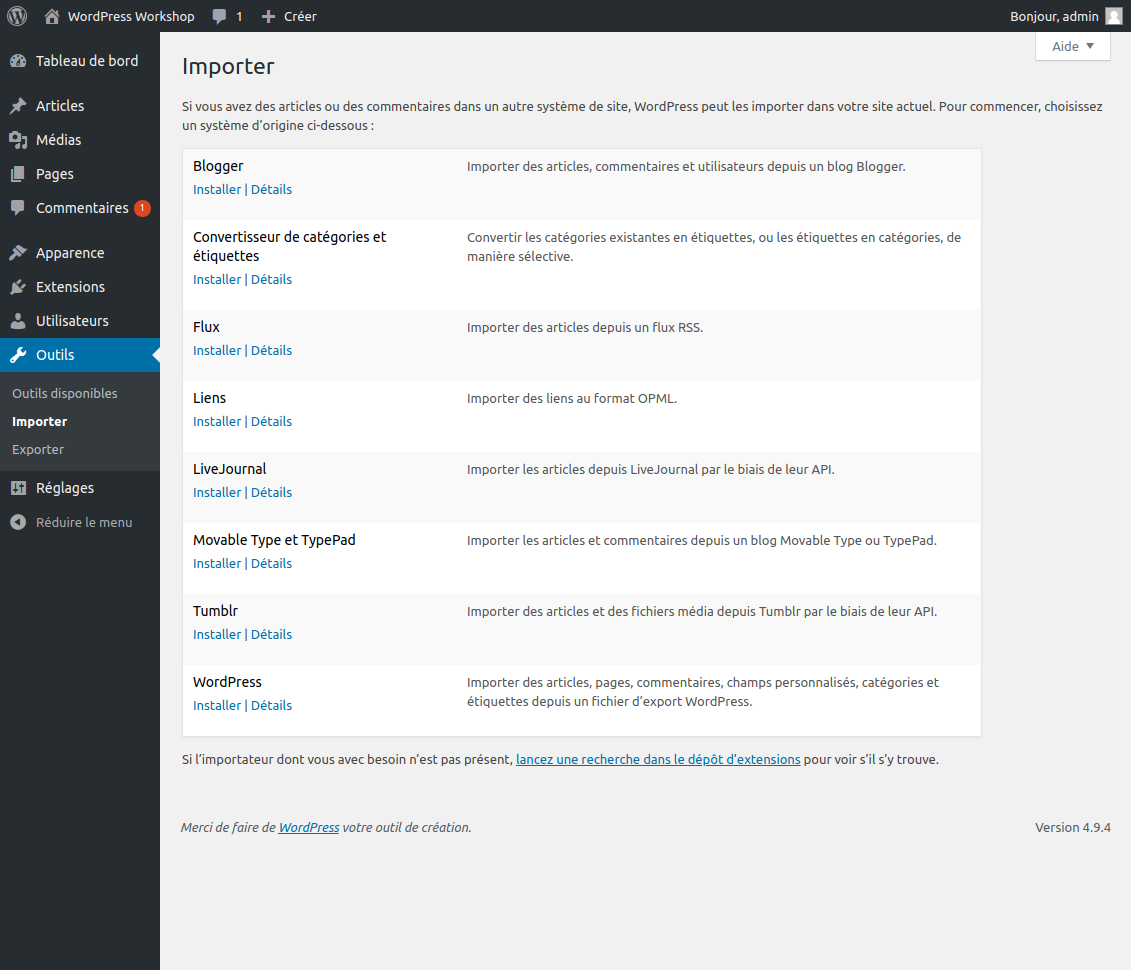 WordPress Workshop 1 Créer Bonjour, admin
Aide
Tableau de bord
Articles
Médias
Pages
Commentaires 1
Apparence
Extensions
Utilisateurs
Outils
Outils disponibles
Importer
Exporter
Réglages
Réduire le menu
Importer
Si vous avez des articles ou des commentaires dans un autre système de site, WordPress peut les importer dans votre site actuel. Pour commencer, choisissez
un système d’origine ci-dessous :
Blogger
Installer | Détails
Importer des articles, commentaires et utilisateurs depuis un blog Blogger.
Convertisseur de catégories et
étiquettes
Installer | Détails
Convertir les catégories existantes en étiquettes, ou les étiquettes en catégories, de
manière sélective.
Flux
Installer | Détails
Importer des articles depuis un flux RSS.
Liens
Installer | Détails
Importer des liens au format OPML.
LiveJournal
Installer | Détails
Importer les articles depuis LiveJournal par le biais de leur API.
Movable Type et TypePad
Installer | Détails
Importer les articles et commentaires depuis un blog Movable Type ou TypePad.
Tumblr
Installer | Détails
Importer des articles et des fichiers média depuis Tumblr par le biais de leur API.
WordPress
Installer | Détails
Importer des articles, pages, commentaires, champs personnalisés, catégories et
étiquettes depuis un fichier d’export WordPress.
Si l’importateur dont vous avec besoin n’est pas présent, lancez une recherche dans le dépôt d’extensions pour voir s’il s’y trouve.
Merci de faire de WordPress votre outil de création.
Version 4.9.4